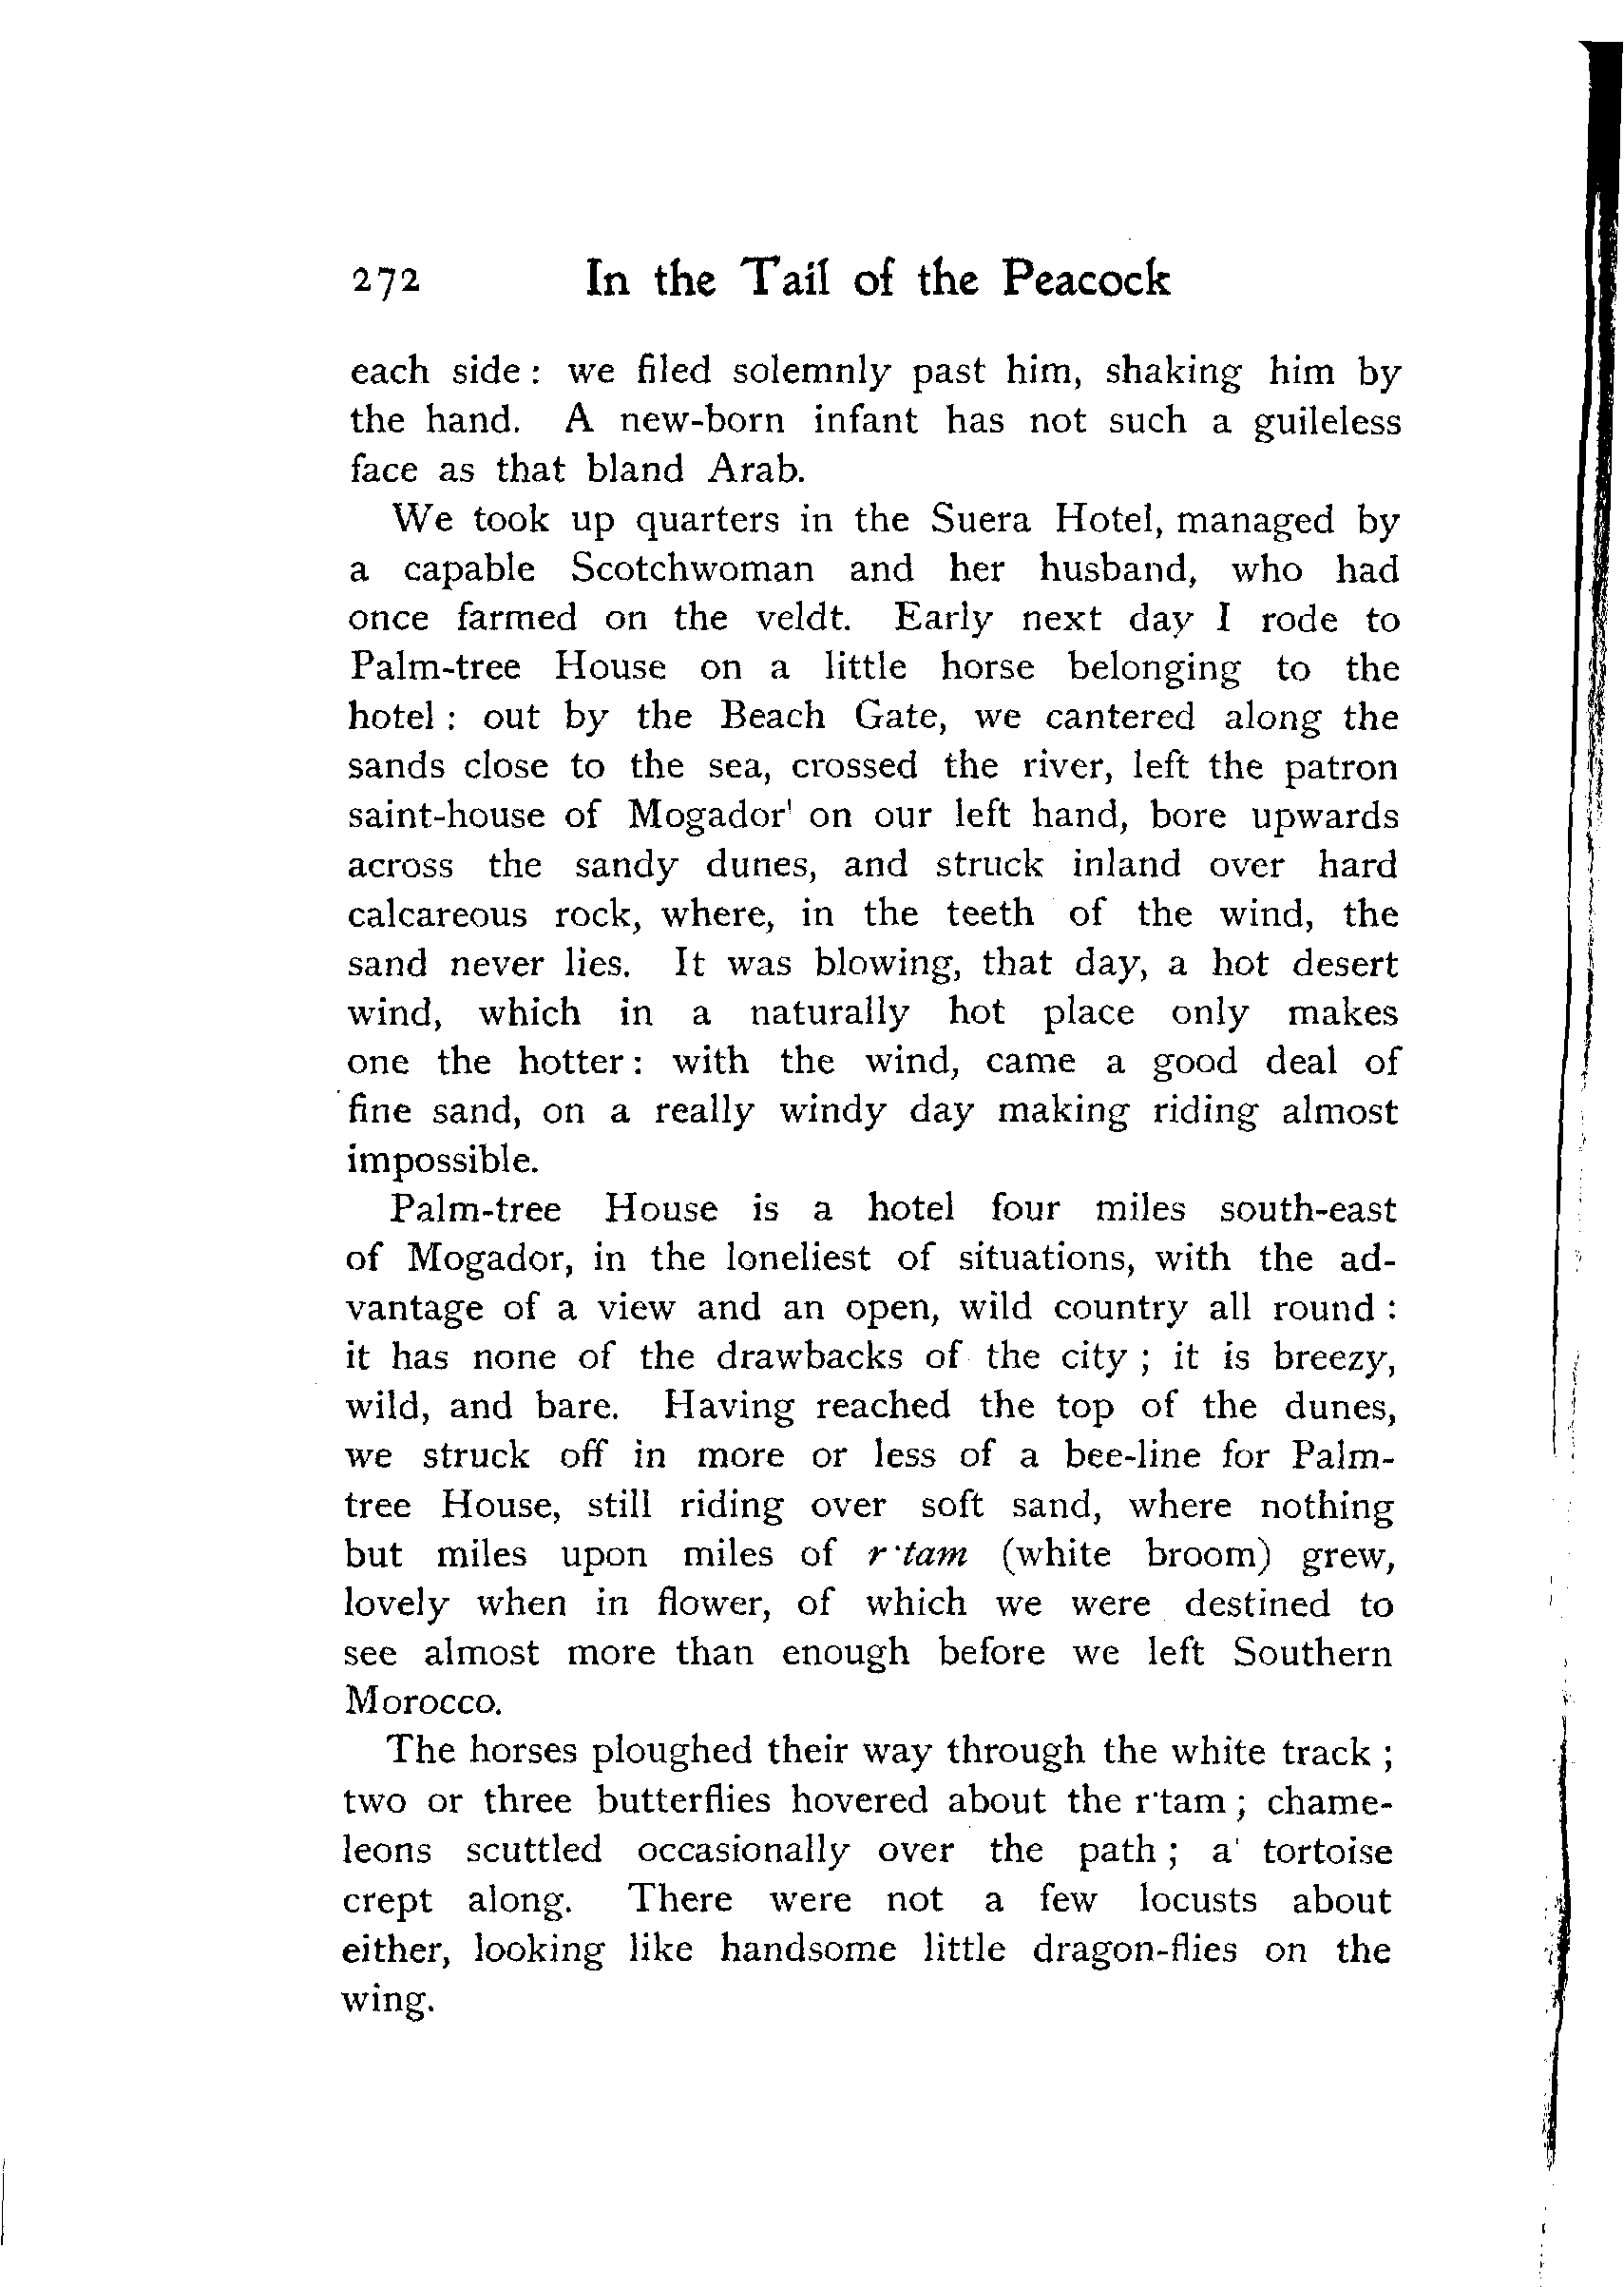 272 In the Tail of the Peacock
each side: we filed solemnly past him, shaking him by
the hand. A new-born infant has not such a guileless
face as that bland Arab.
We took up quarters in the Suera Hotel, managed by
a capable Scotchwoman and her husband, who had
once farmed on the veldt. Early next day I rode to
Palm-tree House on a little horse belonging to the
hotel: out by the Beach Gate, we cantered along the
sands close to the sea, crossed the river, left the patron
saint-house of Mogador' on our left hand, bore upwards
across the sandy dunes, and struck inland over hard
calcareous rock, where, in the teeth of the wind, the
sand never lies. It was blowing, that day, a hot desert
wind, which in a naturally hot place only makes
one the hotter: with the wind, came a good deal of
fine sand, on a really windy day making riding almost
impossible.
Palm-tree House is a hotel four miles south-east
of Mogador, in the loneliest of situations, with the ad-
vantage of a view and an open, wild country all round:
it has none of the drawbacks of the city; it is breezy,
wild, and bare. Having reached the top of the dunes,
we struck off in more or less of a bee-line for Palm-
tree House, still riding over soft sand, where nothing
but miles upon miles of r·tam (white broom) grew,
lovely when in flower, of which we were destined to
see almost more than enough before we left Southern
Morocco.
The horses ploughed their way through the white track;
two or three butterflies hovered about the r·tam; chame-
leons scuttled occasionally over the path; a' tortoise
crept along. There were not a few locusts about
either, looking like handsome little dragon-flies on the
wing.